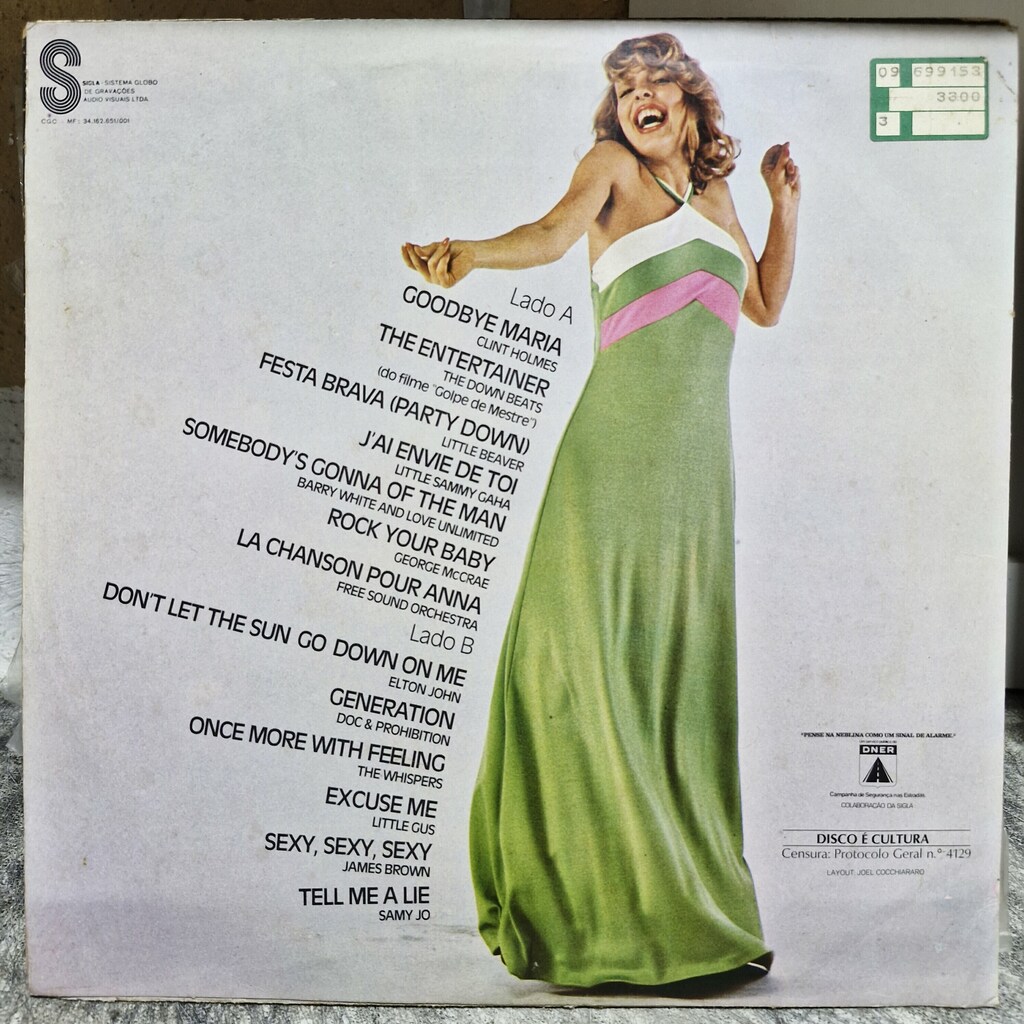 S
SIGLA - SISTEMA GLOBO
DE GRAVAÇÕES
AUDIO VISUAIS LTDA.
CGC - MF: 34.162.651/001
09 699153
3300
3
Lado A
GOODBYE MARIA
CLINT HOLMES
THE ENTERTAINER
THE DOWN BEATS
(do filme "Golpe de Mestre")
FESTA BRAVA (PARTY DOWN)
LITTLE BEAVER
J'AI ENVIE DE TOI
LITTLE SAMMY GAHA
SOMEBODY'S GONNA OF THE MAN
BARRY WHITE AND LOVE UNLIMITED
ROCK YOUR BABY
GEORGE McCRAE
LA CHANSON POUR ANNA
FREE SOUND ORCHESTRA
Lado B
DON'T LET THE SUN GO DOWN ON ME
ELTON JOHN
GENERATION
DOC & PROHIBITION
ONCE MORE WITH FEELING
THE WHISPERS
EXCUSE ME
LITTLE GUS
SEXY, SEXY, SEXY
JAMES BROWN
TELL ME A LIE
SAMY JO
"PENSE NA NEBLINA COMO UM SINAL DE ALARME."
DNER
Campanha de Segurança nas Estradas.
COLABORAÇÃO DA SIGLA
DISCO É CULTURA
Censura: Protocolo Geral n.º 4129
LAYOUT: JOEL COCCHIARARO